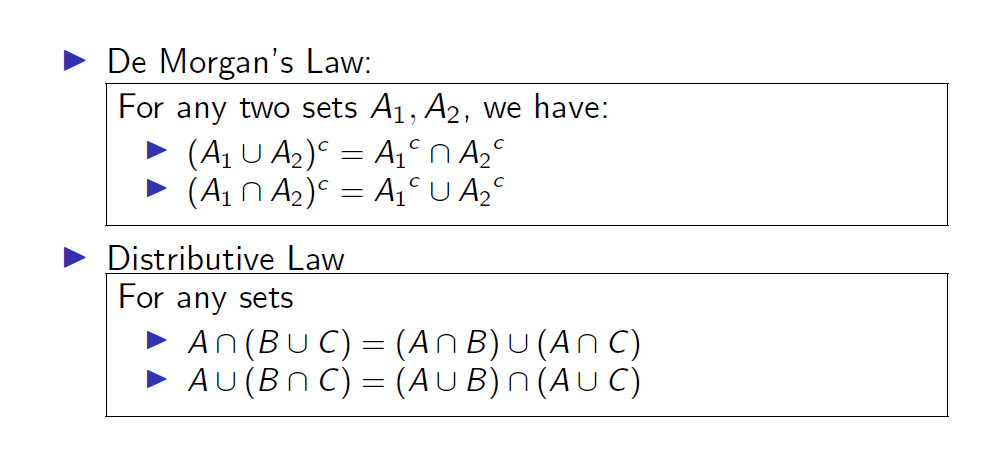 ▶ De Morgan's Law:
For any two sets A₁, A₂, we have:
▶ (A₁ ∪ A₂)ᶜ = A₁ᶜ ∩ A₂ᶜ
▶ (A₁ ∩ A₂)ᶜ = A₁ᶜ ∪ A₂ᶜ
▶ Distributive Law
For any sets
▶ A ∩ (B ∪ C) = (A ∩ B) ∪ (A ∩ C)
▶ A ∪ (B ∩ C) = (A ∪ B) ∩ (A ∪ C)